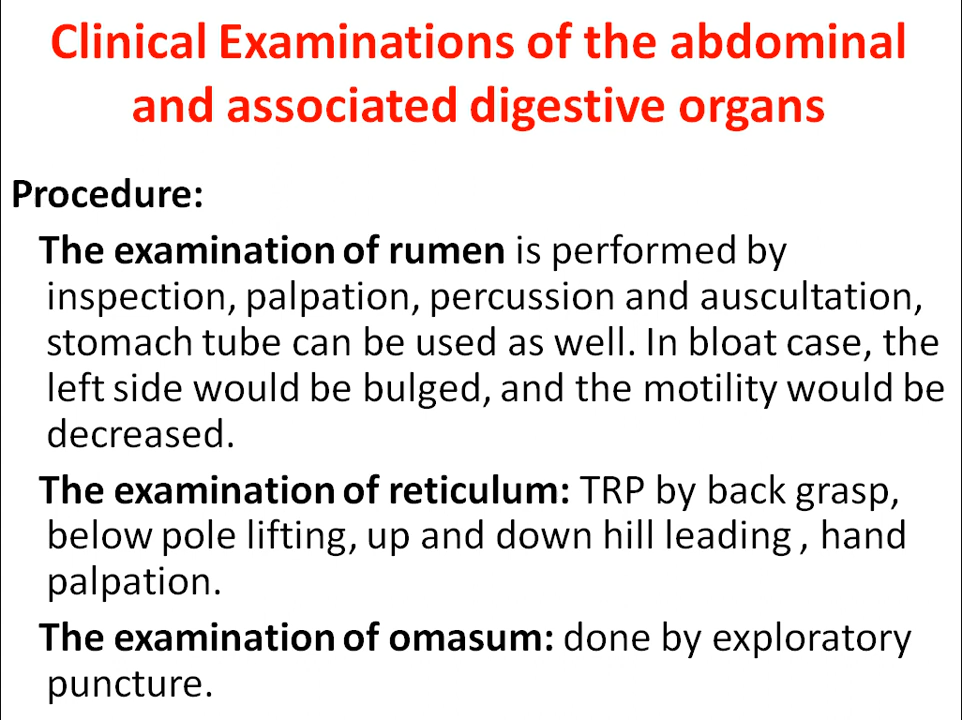 Clinical Examinations of the abdominal
and associated digestive organs
Procedure:
The examination of rumen is performed by
inspection, palpation, percussion and auscultation,
stomach tube can be used as well. In bloat case, the
left side would be bulged, and the motility would be
decreased.
The examination of reticulum: TRP by back grasp,
below pole lifting, up and down hill leading , hand
palpation.
The examination of omasum: done by exploratory
puncture.